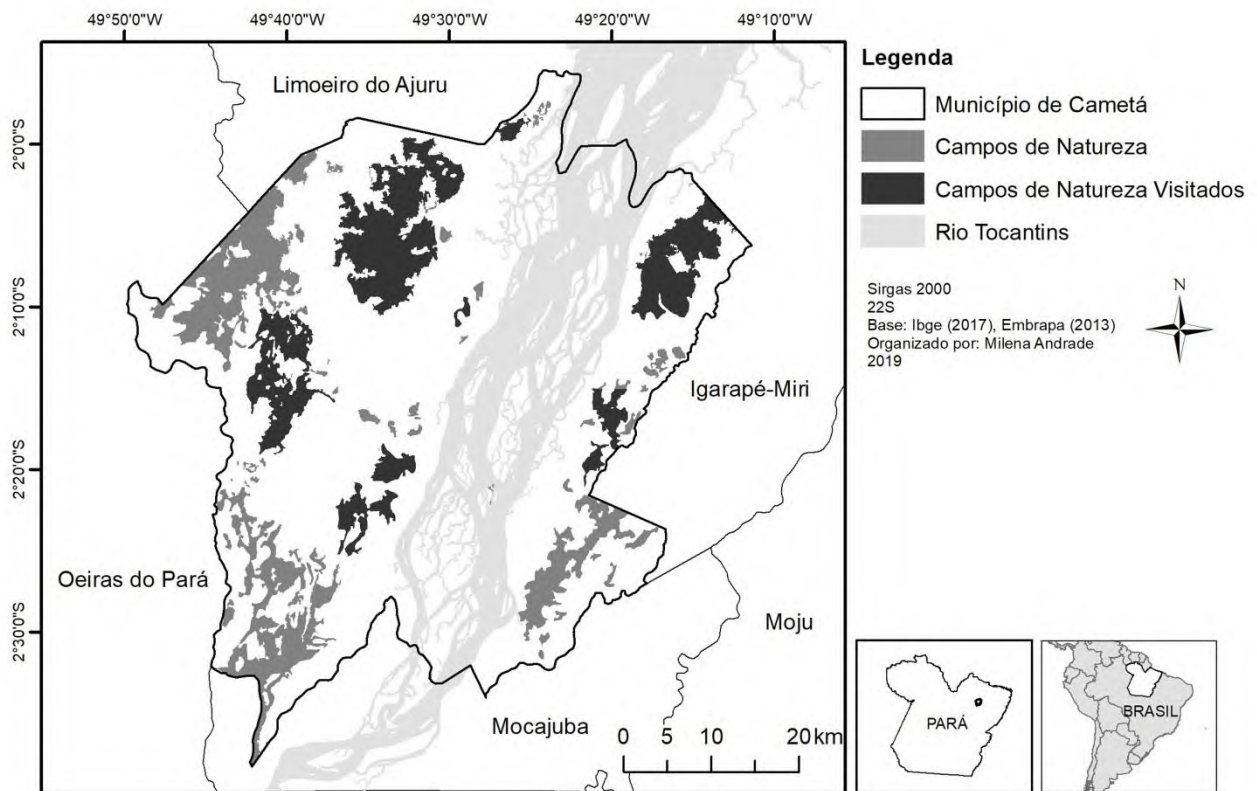 49°50'0"W 49°40'0"W 49°30'0"W 49°20'0"W 49°10'0"W
2°0'0"S
2°10'0"S
2°20'0"S
2°30'0"S
Limoeiro do Ajuru
Igarapé-Miri
Oeiras do Pará
Moju
Mocajuba
0 5 10 20 km
Legenda
Município de Cametá
Campos de Natureza
Campos de Natureza Visitados
Rio Tocantins
Sirgas 2000
22S
Base: Ibge (2017), Embrapa (2013)
Organizado por: Milena Andrade
2019
N
PARÁ
BRASIL